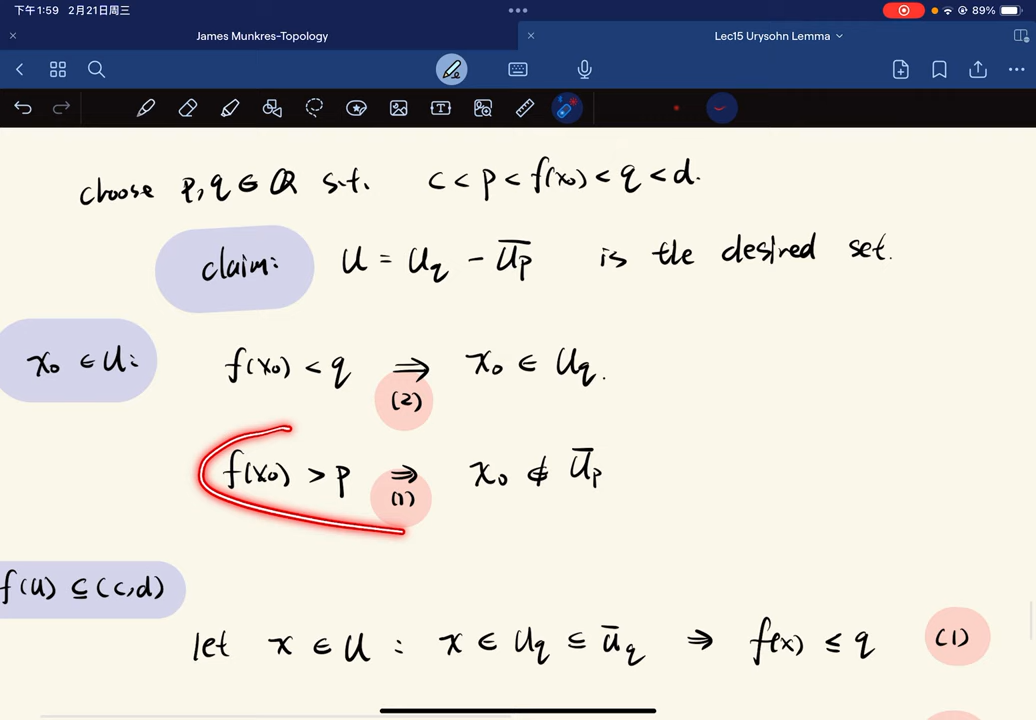 下午1:59 2月21日周三 89%
James Munkres-Topology Lec15 Urysohn Lemma
choose p,q ∈ Q s.t. c < p < f(x₀) < q < d.
claim: U = U_q - Ū_p is the desired set.
x₀ ∈ U: f(x₀) < q ⇒ x₀ ∈ U_q.
(2)
f(x₀) > p ⇒ x₀ ∉ Ū_p
(1)
f(U) ⊆ (c,d)
let x ∈ U : x ∈ U_q ⊆ Ū_q ⇒ f(x) ≤ q (1)